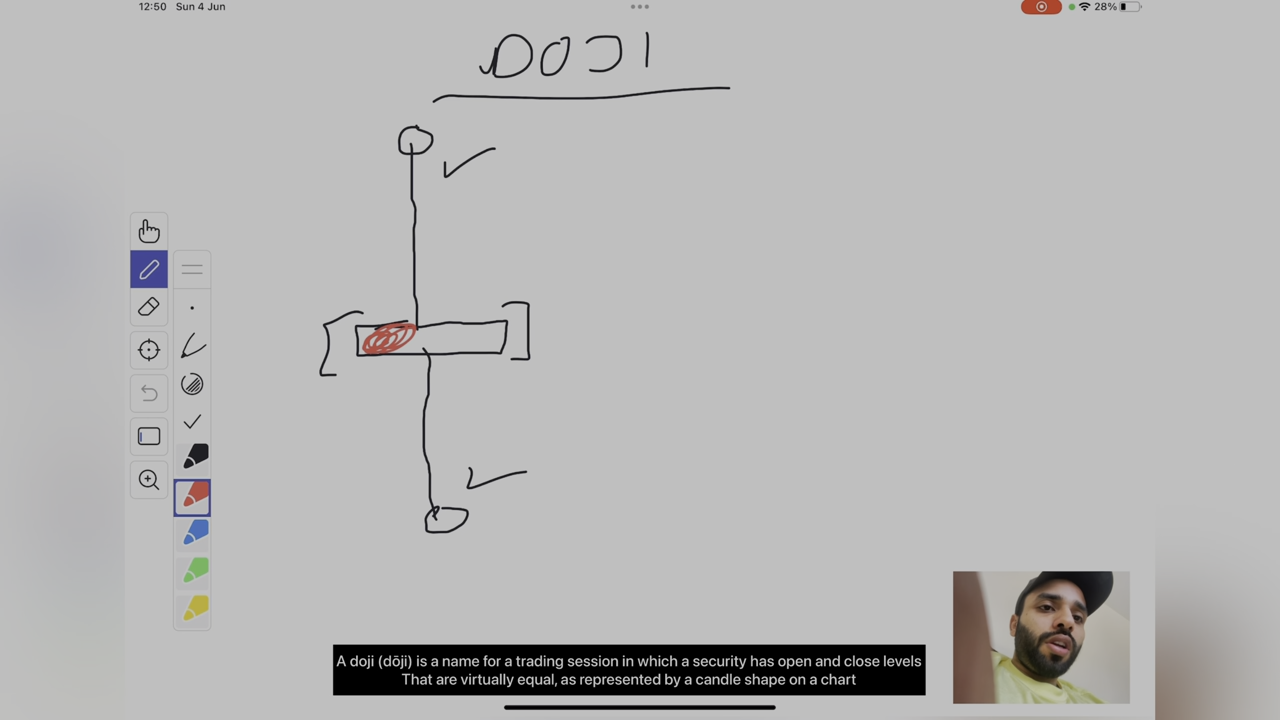 12:50 Sun 4 Jun
28%
DOJI
A doji (dōji) is a name for a trading session in which a security has open and close levels
That are virtually equal, as represented by a candle shape on a chart